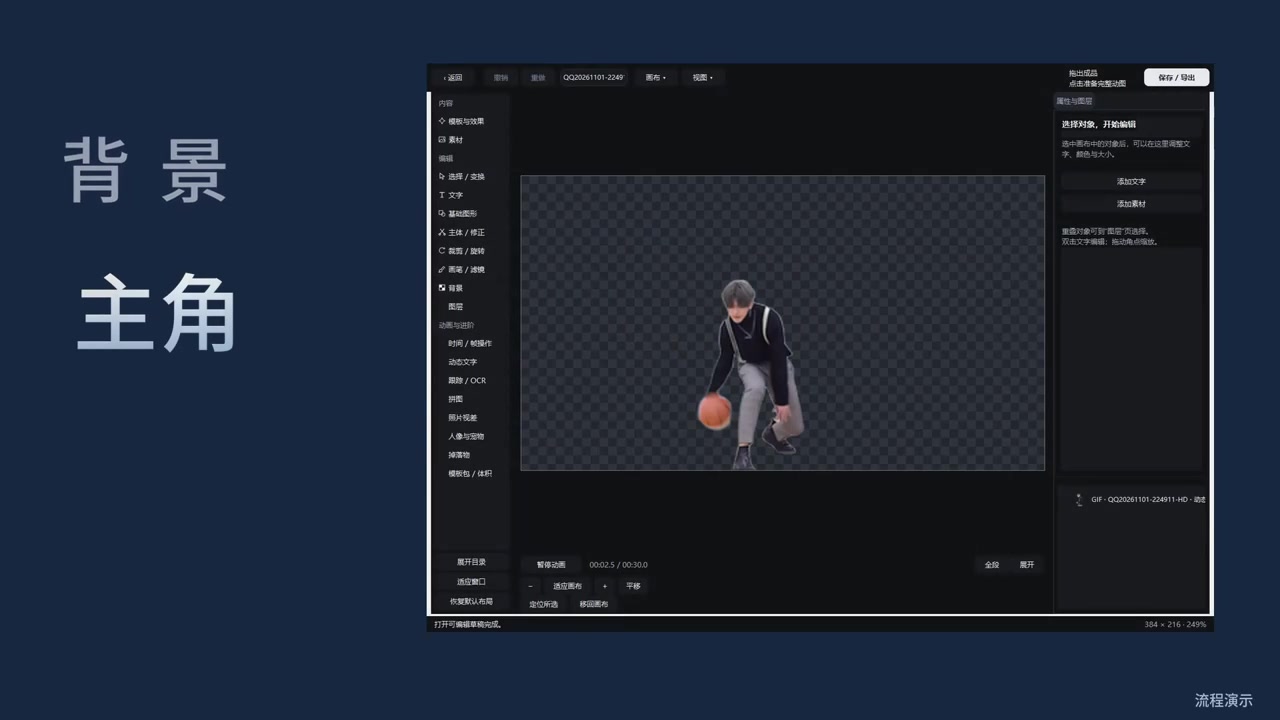 背景
主角
‹ 返回
撤销
重做
QQ20261101-2249
画布
视图
拖出成品
点击准备完整动图
保存 / 导出
内容
模板与效果
素材
编辑
选择 / 变换
文字
基础图形
主体 / 修正
裁剪 / 旋转
画笔 / 滤镜
背景
图层
动画与进阶
时间 / 帧操作
动态文字
跟踪 / OCR
拼图
照片视差
人像与宠物
掉落物
模板包 / 体积
展开目录
适应窗口
恢复默认布局
属性与图层
选择对象，开始编辑
选中画布中的对象后，可以在这里调整文
字、颜色与大小。
添加文字
添加素材
重叠对象可到“图层”页选择。
双击文字编辑；拖动角点缩放。
GIF · QQ20261101-224911-HD · 动态
暂停动画
00:02.5 / 00:30.0
全段
展开
−
适应画布
+
平移
定位所选
移回画布
打开可编辑草稿完成。
384 × 216 · 249%
流程演示